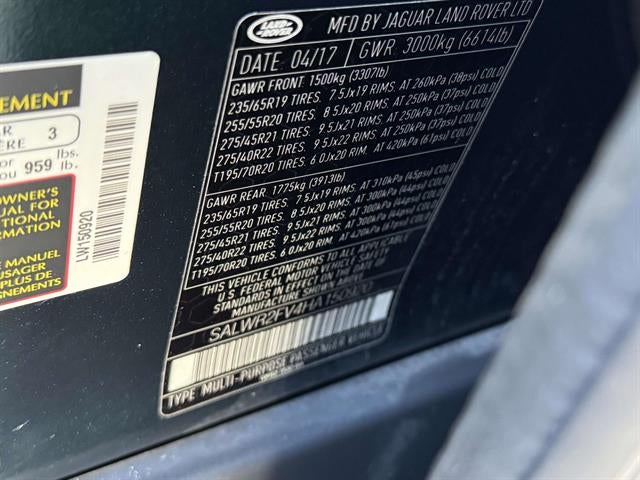 LAND
ROVER
MFD BY JAGUAR LAND ROVER LTD
DATE: 04/17 GWR: 3000kg (6614lb)
GAWR FRONT: 1500kg (3307lb)
235/65R19 TIRES. 7.5Jx19 RIMS. AT 260kPa (38psi) COLD
255/55R20 TIRES. 8.5Jx20 RIMS. AT 250kPa (37psi) COLD
275/45R21 TIRES. 9.5Jx21 RIMS. AT 250kPa (37psi) COLD
275/40R22 TIRES. 9.5Jx22 RIMS. AT 250kPa (37psi) COLD
T195/70R20 TIRES. 6.0Jx20 RIM. AT 420kPa (61psi) COLD
GAWR REAR: 1775kg (3913lb)
235/65R19 TIRES. 7.5Jx19 RIMS. AT 310kPa (45psi) COLD
255/55R20 TIRES. 8.5Jx20 RIMS. AT 300kPa (44psi) COLD
275/45R21 TIRES. 9.5Jx21 RIMS. AT 300kPa (44psi) COLD
275/40R22 TIRES. 9.5Jx22 RIMS. AT 300kPa (44psi) COLD
T195/70R20 TIRES. 6.0Jx20 RIM. AT 420kPa (61psi) COLD
THIS VEHICLE CONFORMS TO ALL APPLICABLE
U.S FEDERAL MOTOR VEHICLE SAFETY
STANDARDS IN EFFECT ON THE DATE OF
MANUFACTURE SHOWN ABOVE.
SALWR2FV4HA150920
TYPE: MULTI-PURPOSE PASSENGER VEHICLE
EMENT
AR
ERE 3
or lbs.
ou 959 lb.
OWNER'S
UAL FOR
TIONAL
RMATION
LE
USAGER
PLUS DE
GNEMENTS
LW150920